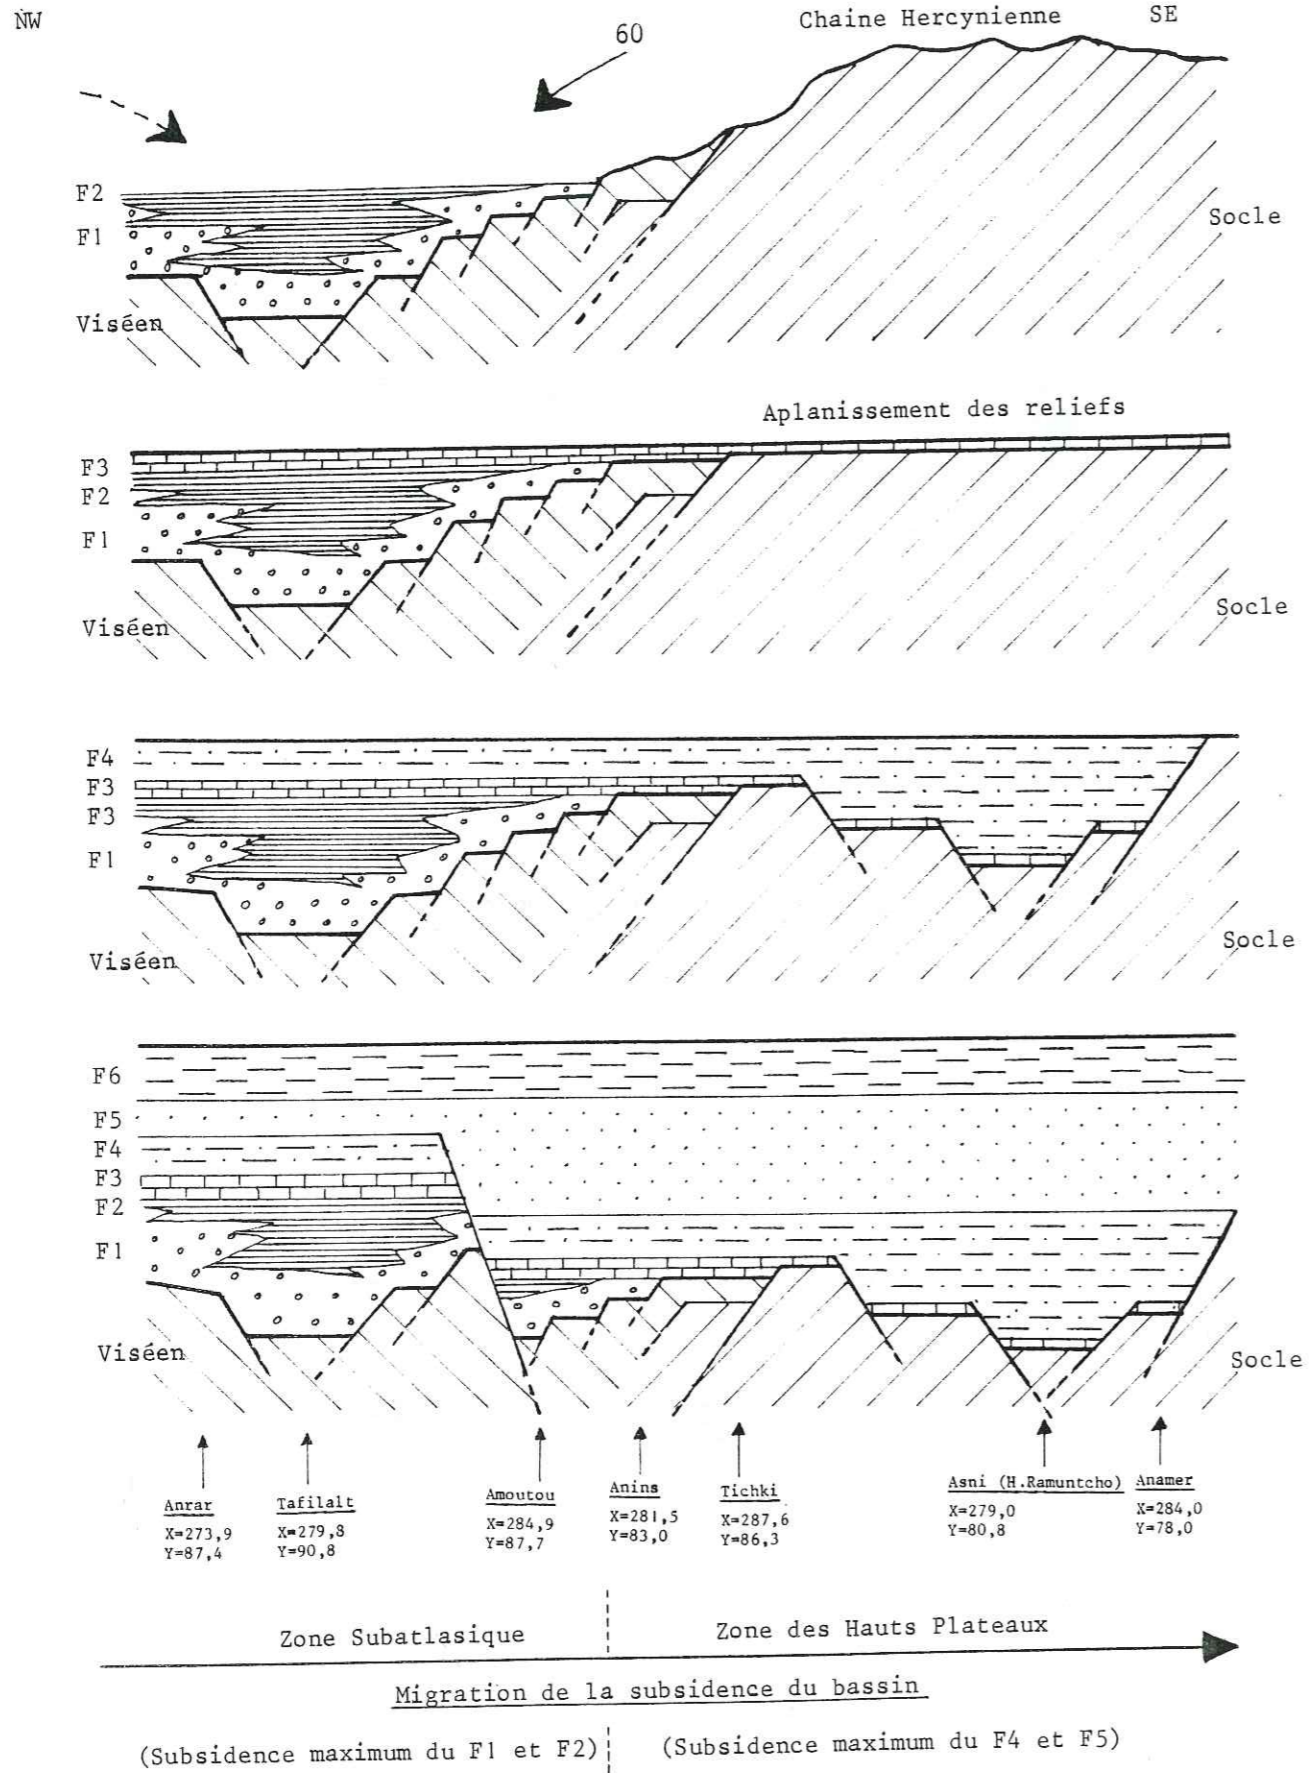 NW
Chaine Hercynienne
SE
60
F2
F1
Socle
Viséen
Aplanissement des reliefs
F3
F2
F1
Viséen
Socle
F4
F3
F3
F1
Viséen
Socle
F6
F5
F4
F3
F2
F1
Viséen
Socle
Anrar
X=273,9
Y=87,4
Tafilalt
X=279,8
Y=90,8
Amoutou
X=284,9
Y=87,7
Anins
X=281,5
Y=83,0
Tichki
X=287,6
Y=86,3
Asni (H.Ramuntcho)
X=279,0
Y=80,8
Anamer
X=284,0
Y=78,0
Zone Subatlasique
Zone des Hauts Plateaux
Migration de la subsidence du bassin
(Subsidence maximum du F1 et F2)
(Subsidence maximum du F4 et F5)